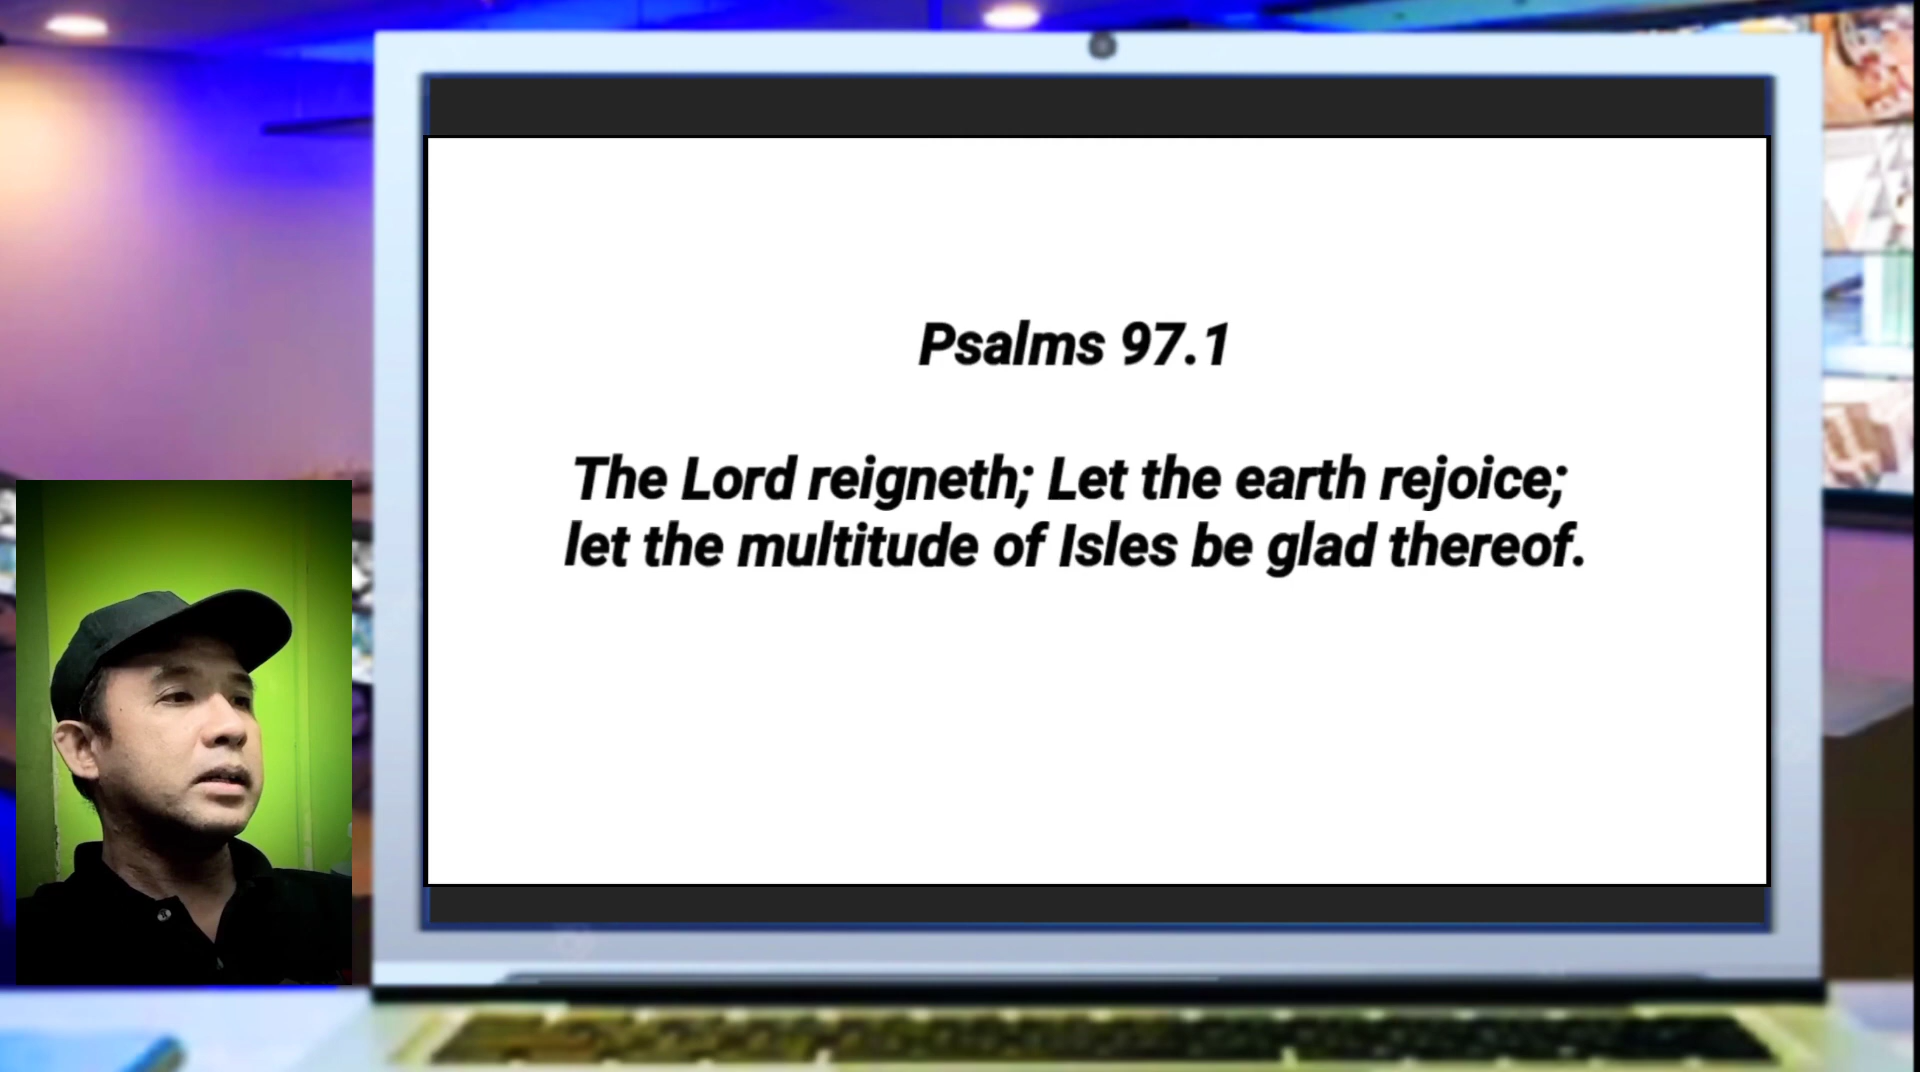 Psalms 97.1
The Lord reigneth; Let the earth rejoice;
let the multitude of Isles be glad thereof.